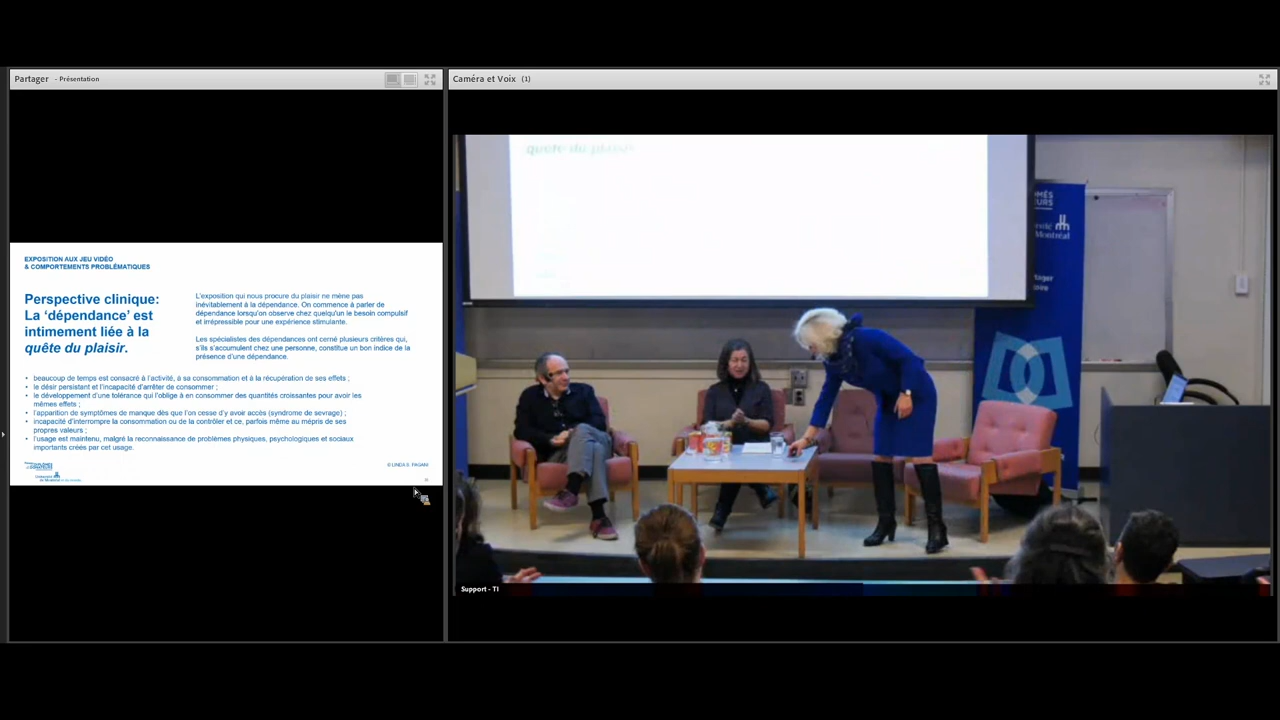 Partager - Présentation
Caméra et Voix (1)
EXPOSITION AUX JEU VIDÉO
& COMPORTEMENTS PROBLÉMATIQUES
Perspective clinique:
La ‘dépendance’ est
intimement liée à la
quête du plaisir.
L'exposition qui nous procure du plaisir ne mène pas
inévitablement à la dépendance. On commence à parler de
dépendance lorsqu'on observe chez quelqu'un le besoin compulsif
et irrépressible pour une expérience stimulante.
Les spécialistes des dépendances ont cerné plusieurs critères qui,
s'ils s'accumulent chez une personne, constitue un bon indice de la
présence d'une dépendance.
• beaucoup de temps est consacré à l'activité, à sa consommation et à la récupération de ses effets ;
• le désir persistant et l'incapacité d'arrêter de consommer ;
• le développement d'une tolérance qui l'oblige à en consommer des quantités croissantes pour avoir les
mêmes effets ;
• l'apparition de symptômes de manque dès que l'on cesse d'y avoir accès (syndrome de sevrage) ;
• incapacité d'interrompre la consommation ou de la contrôler et ce, parfois même au mépris de ses
propres valeurs ;
• l'usage est maintenu, malgré la reconnaissance de problèmes physiques, psychologiques et sociaux
importants créés par cet usage.
© LINDA S. PAGANI
Université
de Montréal
quête du plaisir
Montréal
Support - TI